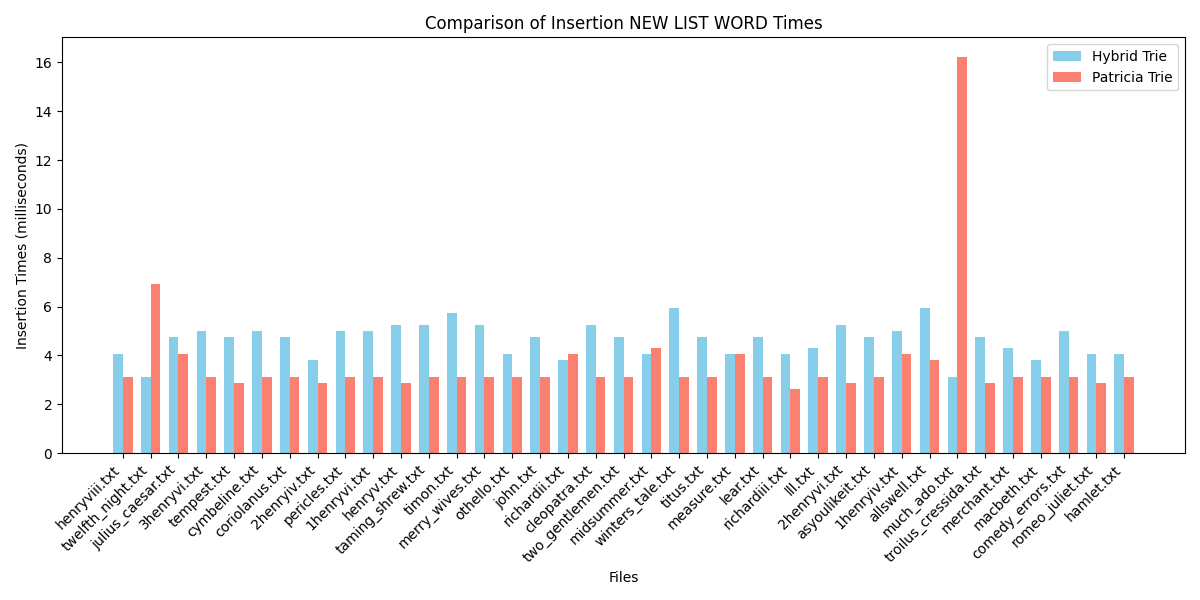 Comparison of Insertion NEW LIST WORD Times
Hybrid Trie
Patricia Trie
Insertion Times (milliseconds)
16
14
12
10
8
6
4
2
0
henryviii.txt
twelfth_night.txt
julius_caesar.txt
3henryvi.txt
tempest.txt
cymbeline.txt
coriolanus.txt
2henryiv.txt
pericles.txt
1henryvi.txt
henryv.txt
taming_shrew.txt
timon.txt
merry_wives.txt
othello.txt
john.txt
richardii.txt
cleopatra.txt
two_gentlemen.txt
midsummer.txt
winters_tale.txt
titus.txt
measure.txt
lear.txt
richardiii.txt
lll.txt
2henryvi.txt
asyoulikeit.txt
1henryiv.txt
allswell.txt
much_ado.txt
troilus_cressida.txt
merchant.txt
macbeth.txt
comedy_errors.txt
romeo_juliet.txt
hamlet.txt
Files